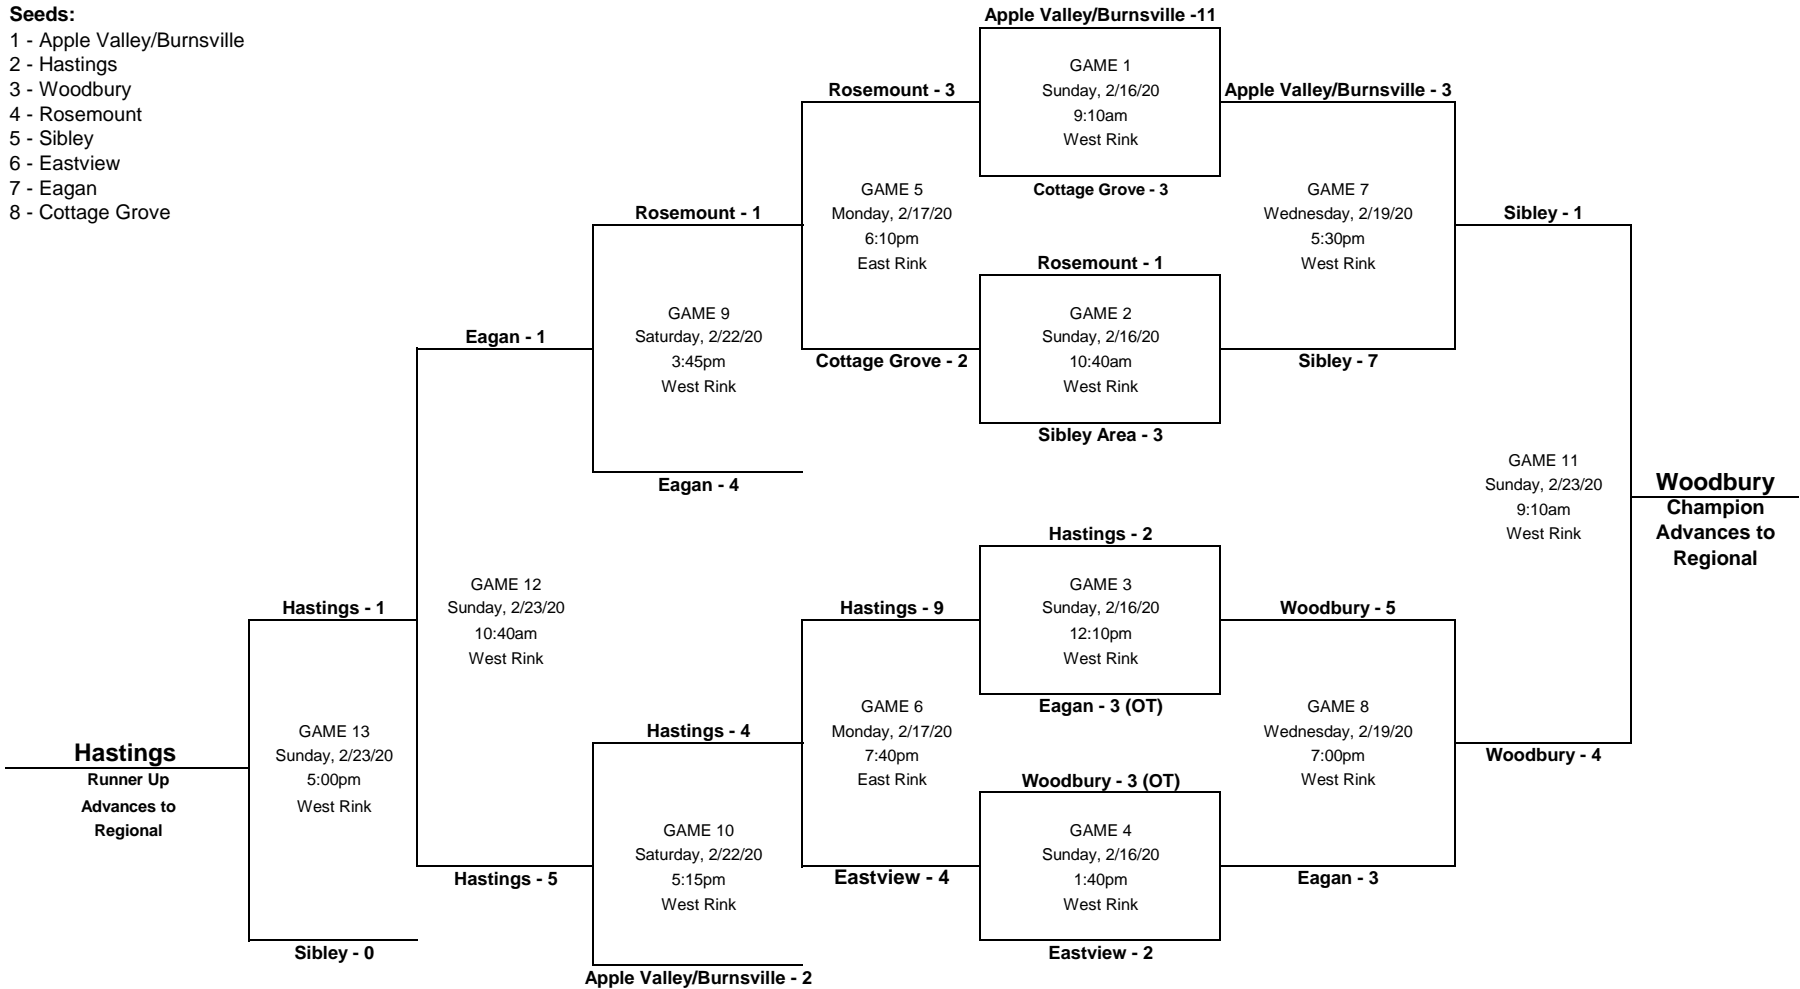 Seeds:
1 - Apple Valley/Burnsville
2 - Hastings
3 - Woodbury
4 - Rosemount
5 - Sibley
6 - Eastview
7 - Eagan
8 - Cottage Grove
Apple Valley/Burnsville -11
GAME 1
Sunday, 2/16/20
9:10am
West Rink
Cottage Grove - 3
Rosemount - 1
GAME 2
Sunday, 2/16/20
10:40am
West Rink
Sibley Area - 3
Hastings - 2
GAME 3
Sunday, 2/16/20
12:10pm
West Rink
Eagan - 3 (OT)
Woodbury - 3 (OT)
GAME 4
Sunday, 2/16/20
1:40pm
West Rink
Eastview - 2
Rosemount - 3
GAME 5
Monday, 2/17/20
6:10pm
East Rink
Cottage Grove - 2
Hastings - 9
GAME 6
Monday, 2/17/20
7:40pm
East Rink
Eastview - 4
Apple Valley/Burnsville - 3
GAME 7
Wednesday, 2/19/20
5:30pm
West Rink
Sibley - 7
Woodbury - 5
GAME 8
Wednesday, 2/19/20
7:00pm
West Rink
Eagan - 3
Rosemount - 1
GAME 9
Saturday, 2/22/20
3:45pm
West Rink
Eagan - 4
Hastings - 4
GAME 10
Saturday, 2/22/20
5:15pm
West Rink
Apple Valley/Burnsville - 2
Sibley - 1
GAME 11
Sunday, 2/23/20
9:10am
West Rink
Woodbury - 4
Woodbury
Champion
Advances to
Regional
Eagan - 1
GAME 12
Sunday, 2/23/20
10:40am
West Rink
Hastings - 5
Hastings - 1
GAME 13
Sunday, 2/23/20
5:00pm
West Rink
Sibley - 0
Hastings
Runner Up
Advances to
Regional